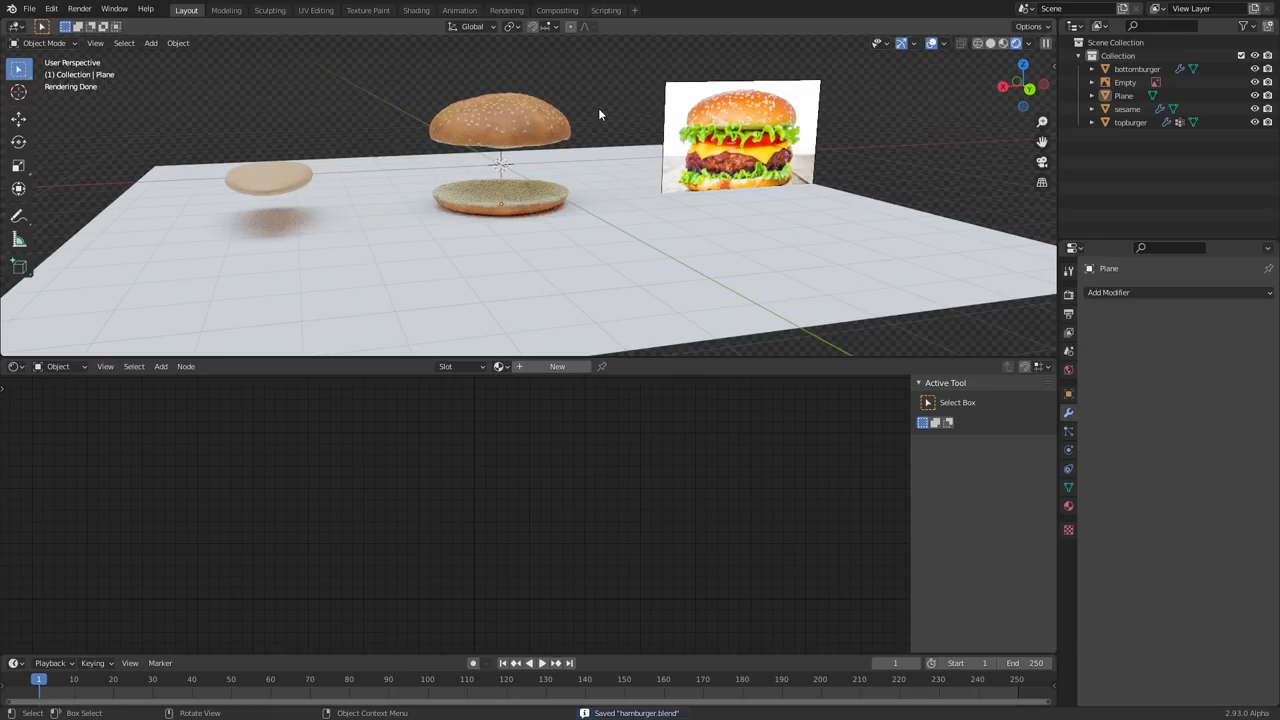 File Edit Render Window Help Layout Modeling Sculpting UV Editing Texture Paint Shading Animation Rendering Compositing Scripting + Scene View Layer
Global Options
Object Mode View Select Add Object
User Perspective
(1) Collection | Plane
Rendering Done
Scene Collection
Collection
bottomburger
Empty
Plane
sesame
topburger
Plane
Add Modifier
Object View Select Add Node Slot New
Active Tool
Select Box
Playback Keying View Marker 1 Start 1 End 250
1 10 20 30 40 50 60 70 80 90 100 110 120 130 140 150 160 170 180 190 200 210 220 230 240 250
Select Box Select Rotate View Object Context Menu Saved "hamburger.blend" 2.93.0 Alpha